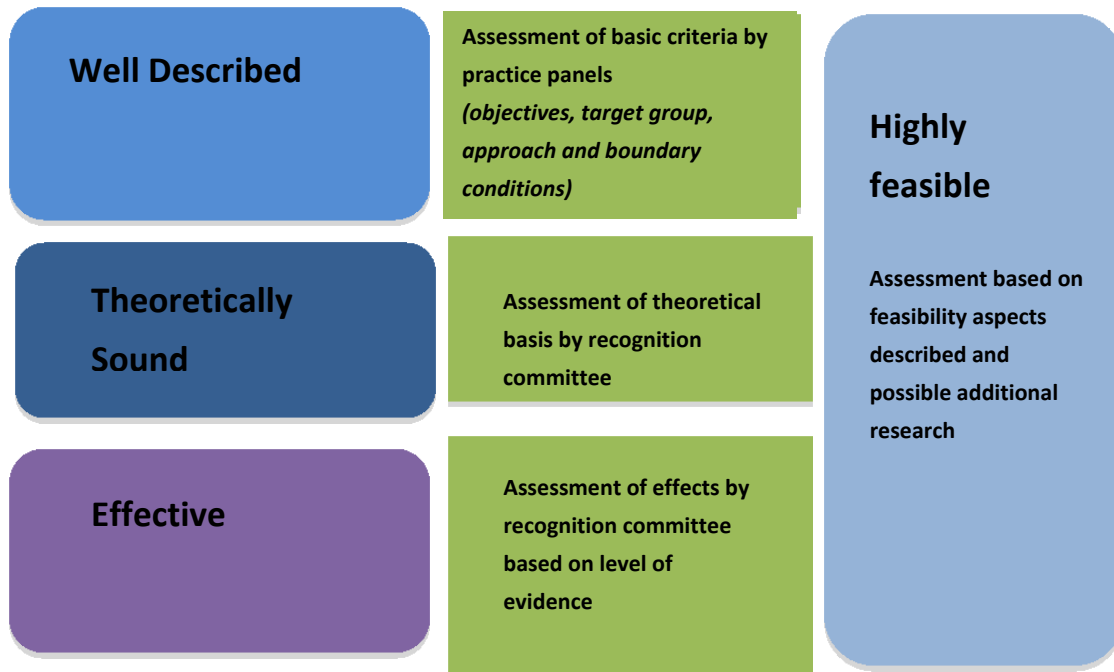 Well Described
Assessment of basic criteria by
practice panels
(objectives, target group,
approach and boundary
conditions)
Theoretically
Sound
Assessment of theoretical
basis by recognition
committee
Effective
Assessment of effects by
recognition committee
based on level of
evidence
Highly
feasible
Assessment based on
feasibility aspects
described and
possible additional
research